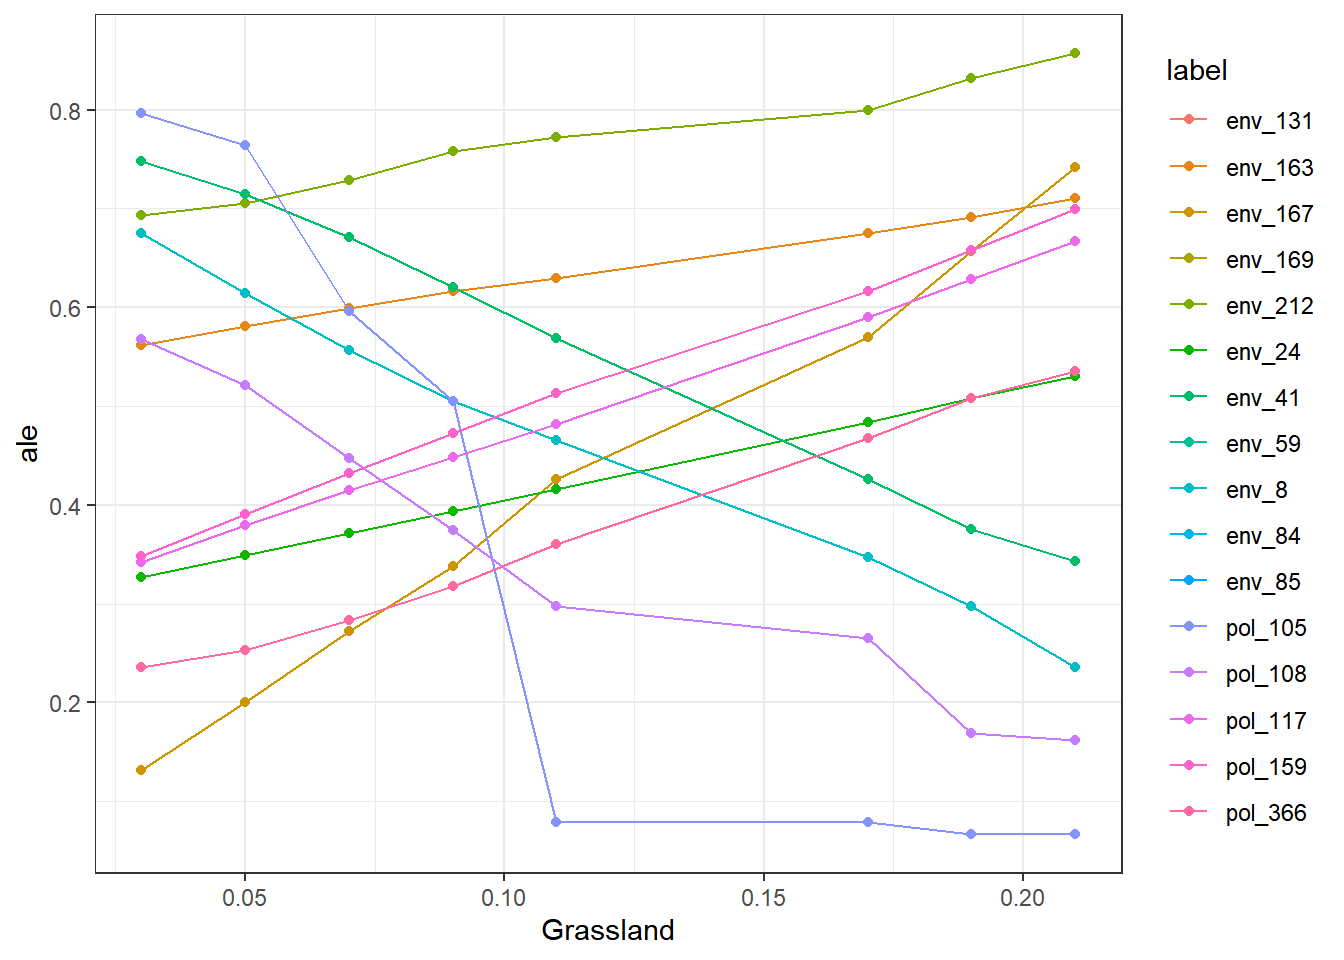 label
env_131
env_163
env_167
env_169
env_212
env_24
env_41
env_59
env_8
env_84
env_85
pol_105
pol_108
pol_117
pol_159
pol_366
ale
0.8
0.6
0.4
0.2
0.05 0.10 0.15 0.20
Grassland